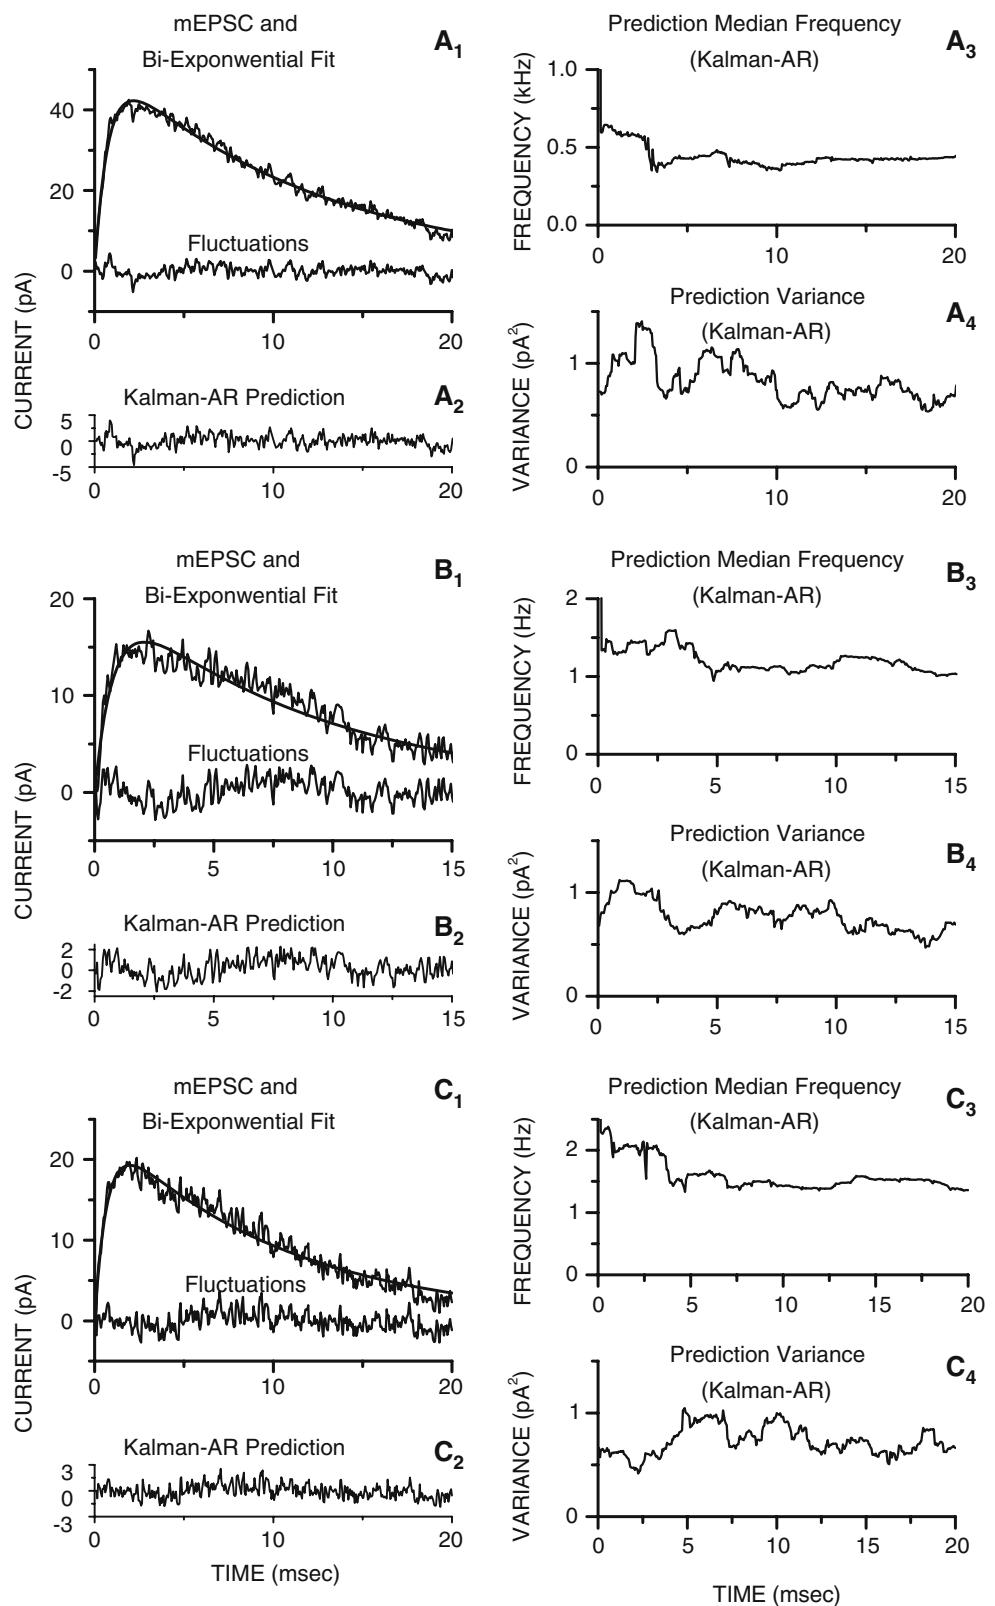 mEPSC and
Bi-Exponwential Fit
A1
40
20
0
Fluctuations
0
10
20
CURRENT (pA)
Kalman-AR Prediction
A2
5
0
-5
0
10
20
Prediction Median Frequency
(Kalman-AR)
A3
FREQUENCY (kHz)
1.0
0.5
0.0
0
10
20
Prediction Variance
(Kalman-AR)
A4
VARIANCE (pA²)
1
0
0
10
20
mEPSC and
Bi-Exponwential Fit
B1
20
10
0
Fluctuations
0
5
10
15
CURRENT (pA)
Kalman-AR Prediction
B2
2
0
-2
0
5
10
15
Prediction Median Frequency
(Kalman-AR)
B3
FREQUENCY (Hz)
2
1
0
0
5
10
15
Prediction Variance
(Kalman-AR)
B4
VARIANCE (pA²)
1
0
0
5
10
15
mEPSC and
Bi-Exponwential Fit
C1
20
10
0
Fluctuations
0
10
20
CURRENT (pA)
Kalman-AR Prediction
C2
3
0
-3
0
10
20
TIME (msec)
Prediction Median Frequency
(Kalman-AR)
C3
FREQUENCY (Hz)
2
1
0
0
5
10
15
20
Prediction Variance
(Kalman-AR)
C4
VARIANCE (pA²)
1
0
0
5
10
15
20
TIME (msec)